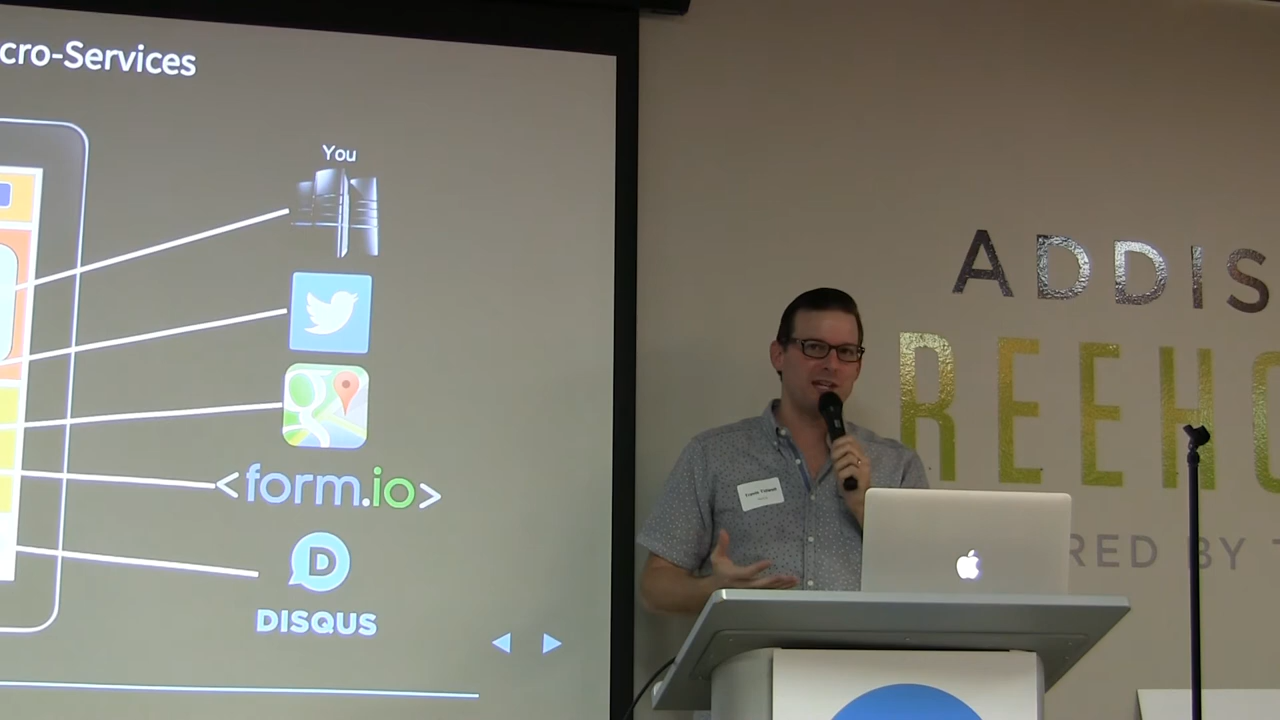 cro-Services
You
<form.io>
D
DISQUS
ADDIS
REEHO
RED BY